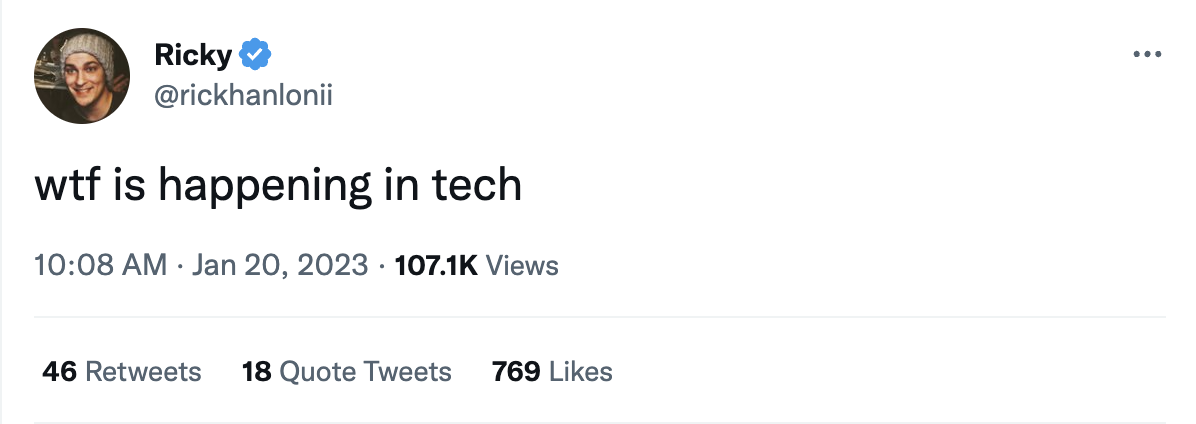 Ricky
@rickhanlonii
wtf is happening in tech
10:08 AM · Jan 20, 2023 · 107.1K Views
46 Retweets 18 Quote Tweets 769 Likes